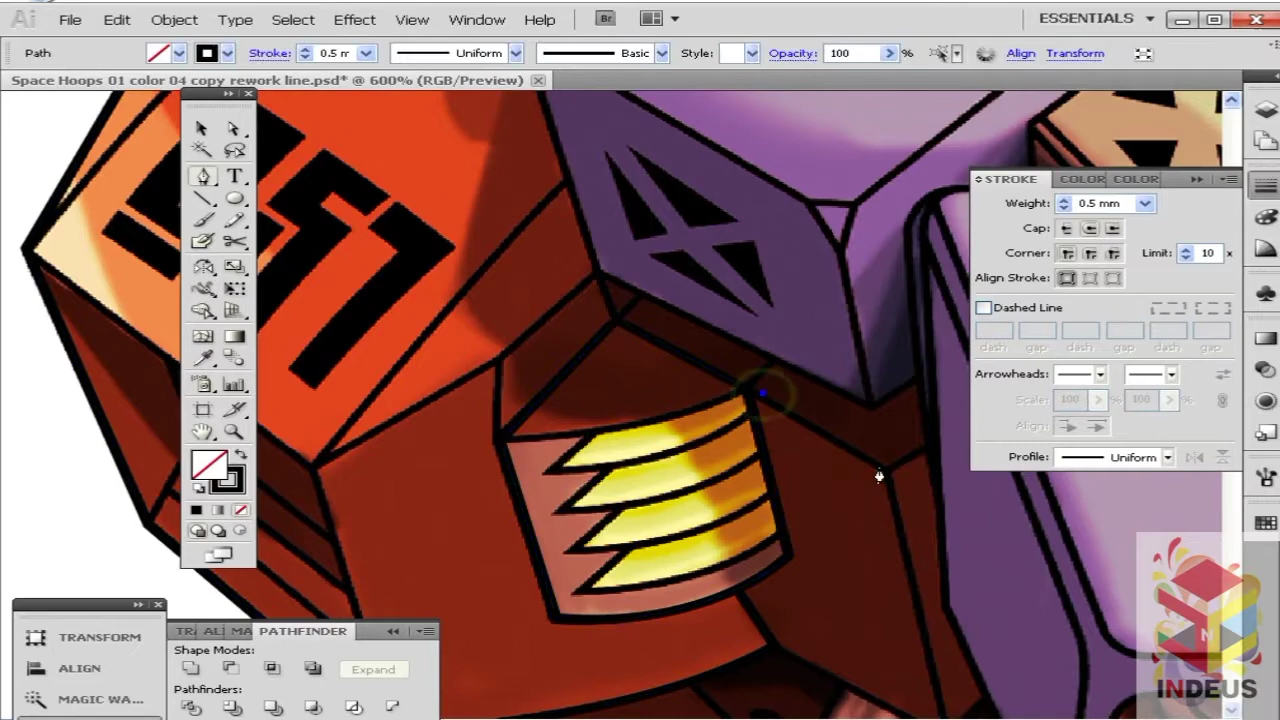 Ai File Edit Object Type Select Effect View Window Help Br ESSENTIALS
Path Stroke: 0.5 m Uniform Basic Style: Opacity: 100 % Align Transform
Space Hoops 01 color 04 copy rework line.psd* @ 600% (RGB/Preview)
STROKE COLOR COLOR
Weight: 0.5 mm
Cap:
Corner: Limit: 10 x
Align Stroke:
Dashed Line
dash gap dash gap dash gap
Arrowheads:
Scale: 100 % 100 %
Align:
Profile: Uniform
TRANSFORM
ALIGN
MAGIC WA...
TR ALI MA PATHFINDER
Shape Modes:
Expand
Pathfinders:
N
INDEUS